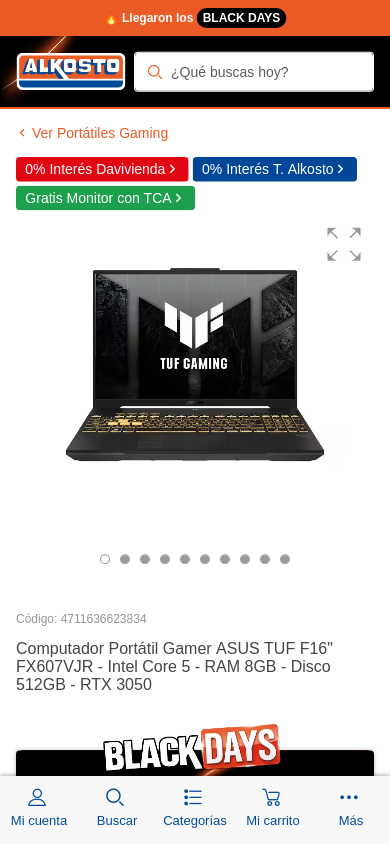 🔥 Llegaron los BLACK DAYS
ALKOSTO
¿Qué buscas hoy?
Ver Portátiles Gaming
0% Interés Davivienda
0% Interés T. Alkosto
Gratis Monitor con TCA
TUF GAMING
Código: 4711636623834
Computador Portátil Gamer ASUS TUF F16"
FX607VJR - Intel Core 5 - RAM 8GB - Disco
512GB - RTX 3050
BLACK DAYS
Mi cuenta
Buscar
Categorías
Mi carrito
Más